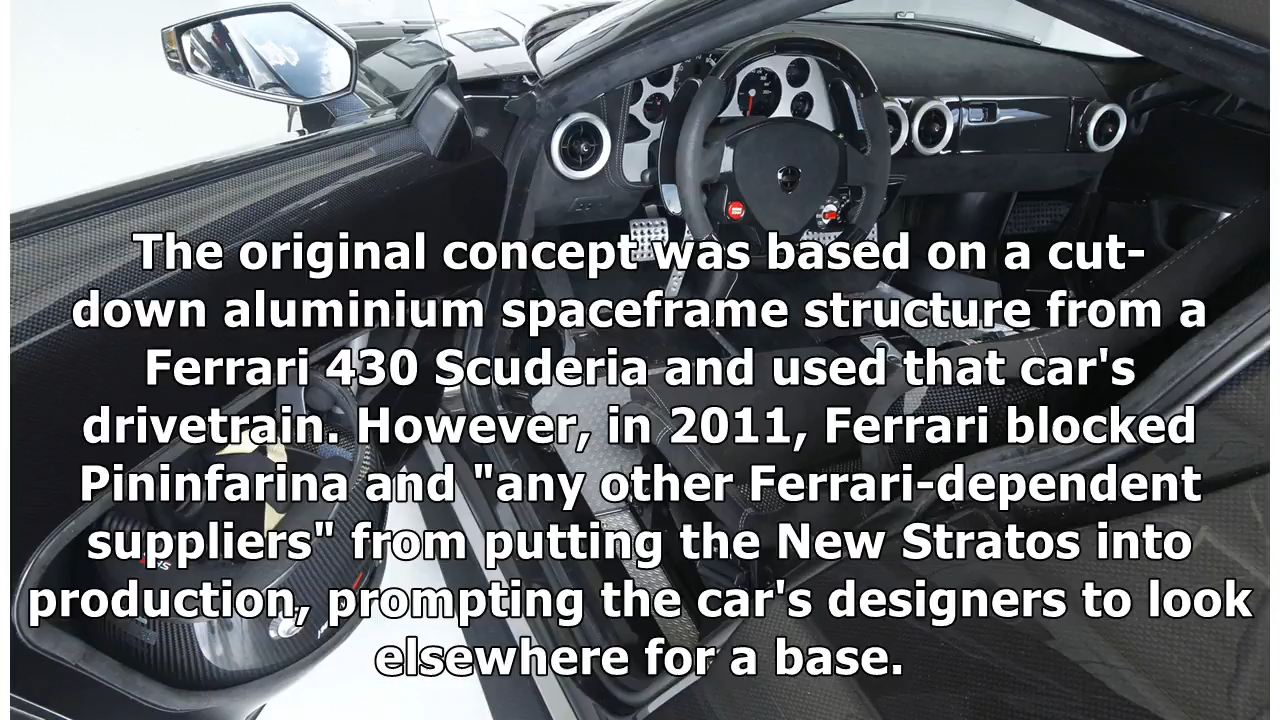 The original concept was based on a cut-
down aluminium spaceframe structure from a
Ferrari 430 Scuderia and used that car's
drivetrain. However, in 2011, Ferrari blocked
Pininfarina and "any other Ferrari-dependent
suppliers" from putting the New Stratos into
production, prompting the car's designers to look
elsewhere for a base.